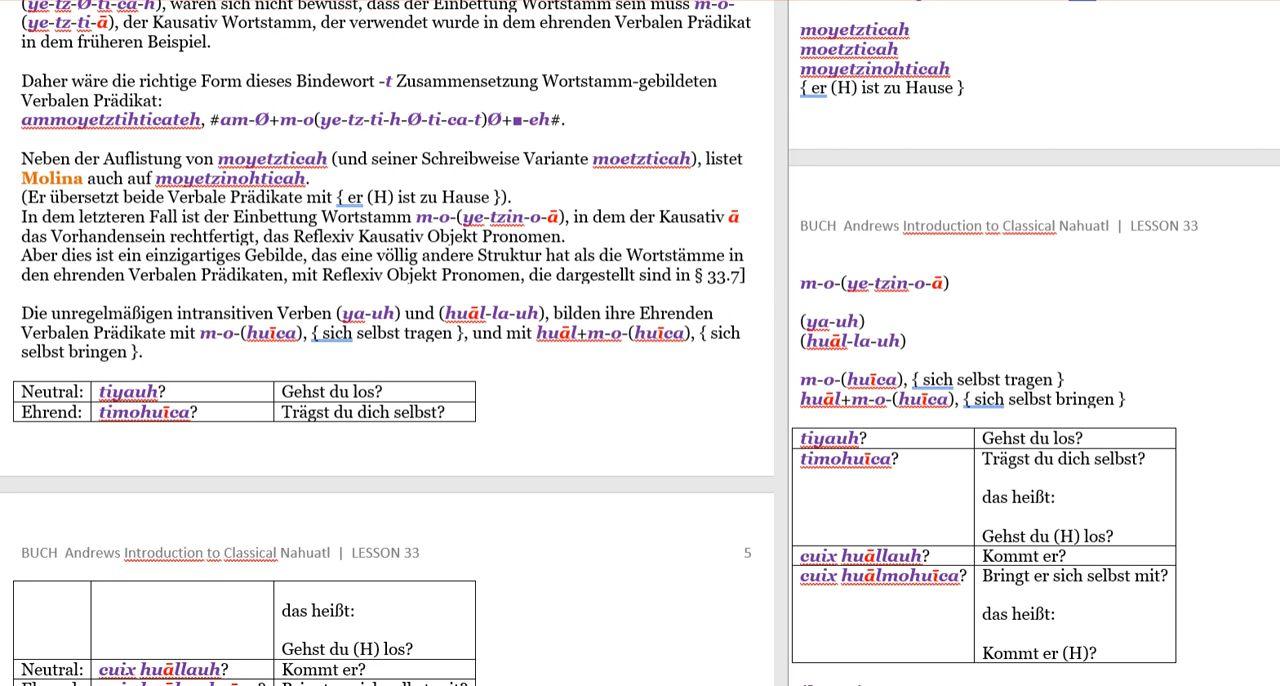 (ye-tz-Ø-ti-ca-h), waren sich nicht bewusst, dass der Einbettung Wortstamm sein muss m-o-
(ye-tz-ti-ā), der Kausativ Wortstamm, der verwendet wurde in dem ehrenden Verbalen Prädikat
in dem früheren Beispiel.
Daher wäre die richtige Form dieses Bindewort -t Zusammensetzung Wortstamm-gebildeten
Verbalen Prädikat:
ammoyetztihticateh, #am-Ø+m-o(ye-tz-ti-h-Ø-ti-ca-t)Ø+■-eh#.
Neben der Auflistung von moyetzticah (und seiner Schreibweise Variante moetzticah), listet
Molina auch auf moyetzinohticah.
(Er übersetzt beide Verbale Prädikate mit { er (H) ist zu Hause }).
In dem letzteren Fall ist der Einbettung Wortstamm m-o-(ye-tzin-o-ā), in dem der Kausativ ā
das Vorhandensein rechtfertigt, das Reflexiv Kausativ Objekt Pronomen.
Aber dies ist ein einzigartiges Gebilde, das eine völlig andere Struktur hat als die Wortstämme in
den ehrenden Verbalen Prädikaten, mit Reflexiv Objekt Pronomen, die dargestellt sind in § 33.7]
Die unregelmäßigen intransitiven Verben (ya-uh) und (huāl-la-uh), bilden ihre Ehrenden
Verbalen Prädikate mit m-o-(huīca), { sich selbst tragen }, und mit huāl+m-o-(huīca), { sich
selbst bringen }.
Neutral: tiyauh? Gehst du los?
Ehrend: timohuīca? Trägst du dich selbst?
BUCH Andrews Introduction to Classical Nahuatl | LESSON 33 5
das heißt:
Gehst du (H) los?
Neutral: cuix huāllauh? Kommt er?
moyetzticah
moetzticah
moyetzinohticah
{ er (H) ist zu Hause }
BUCH Andrews Introduction to Classical Nahuatl | LESSON 33
m-o-(ye-tzin-o-ā)
(ya-uh)
(huāl-la-uh)
m-o-(huīca), { sich selbst tragen }
huāl+m-o-(huīca), { sich selbst bringen }
tiyauh? Gehst du los?
timohuīca? Trägst du dich selbst?
das heißt:
Gehst du (H) los?
cuix huāllauh? Kommt er?
cuix huālmohuīca? Bringt er sich selbst mit?
das heißt:
Kommt er (H)?